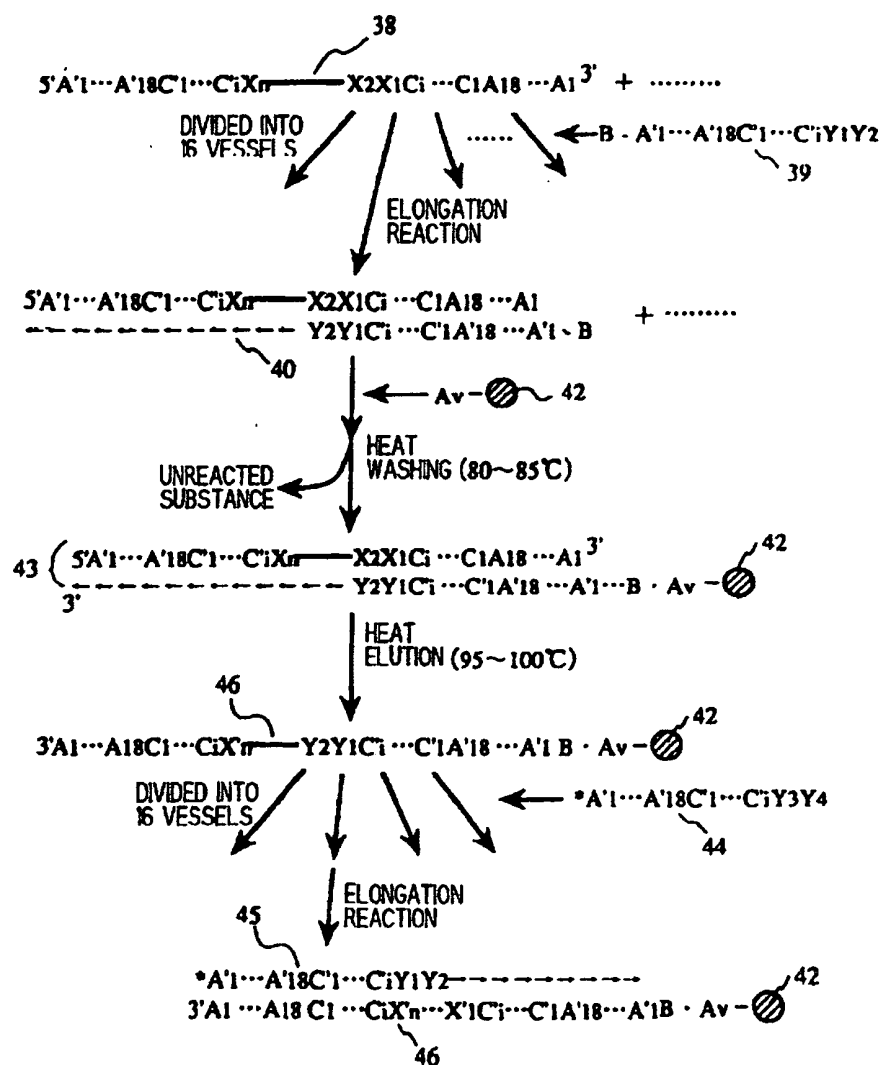 38
5'A'1···A'18C'1···C'iXn X2X1Ci···C1A18···A1 3' + ·········
DIVIDED INTO
16 VESSELS
······
B - A'1···A'18C'1···C'iY1Y2
39
ELONGATION
REACTION
5'A'1···A'18C'1···C'iXn X2X1Ci···C1A18···A1
+ ·········
Y2Y1C'i···C'1A'18···A'1 - B
40
Av - 42
HEAT
WASHING (80~85℃)
UNREACTED
SUBSTANCE
43 5'A'1···A'18C'1···C'iXn X2X1Ci···C1A18···A1 3'
42
3' Y2Y1C'i···C'1A'18···A'1···B · Av -
HEAT
ELUTION (95~100℃)
46
42
3'A1···A18C1···CiX'n Y2Y1C'i···C'1A'18···A'1 B · Av -
DIVIDED INTO
16 VESSELS
*A'1···A'18C'1···C'iY3Y4
44
ELONGATION
REACTION
45
*A'1···A'18C'1···C'iY1Y2
42
3'A1···A18 C1···CiX'n···X'1C'i···C'1A'18···A'1B · Av -
46